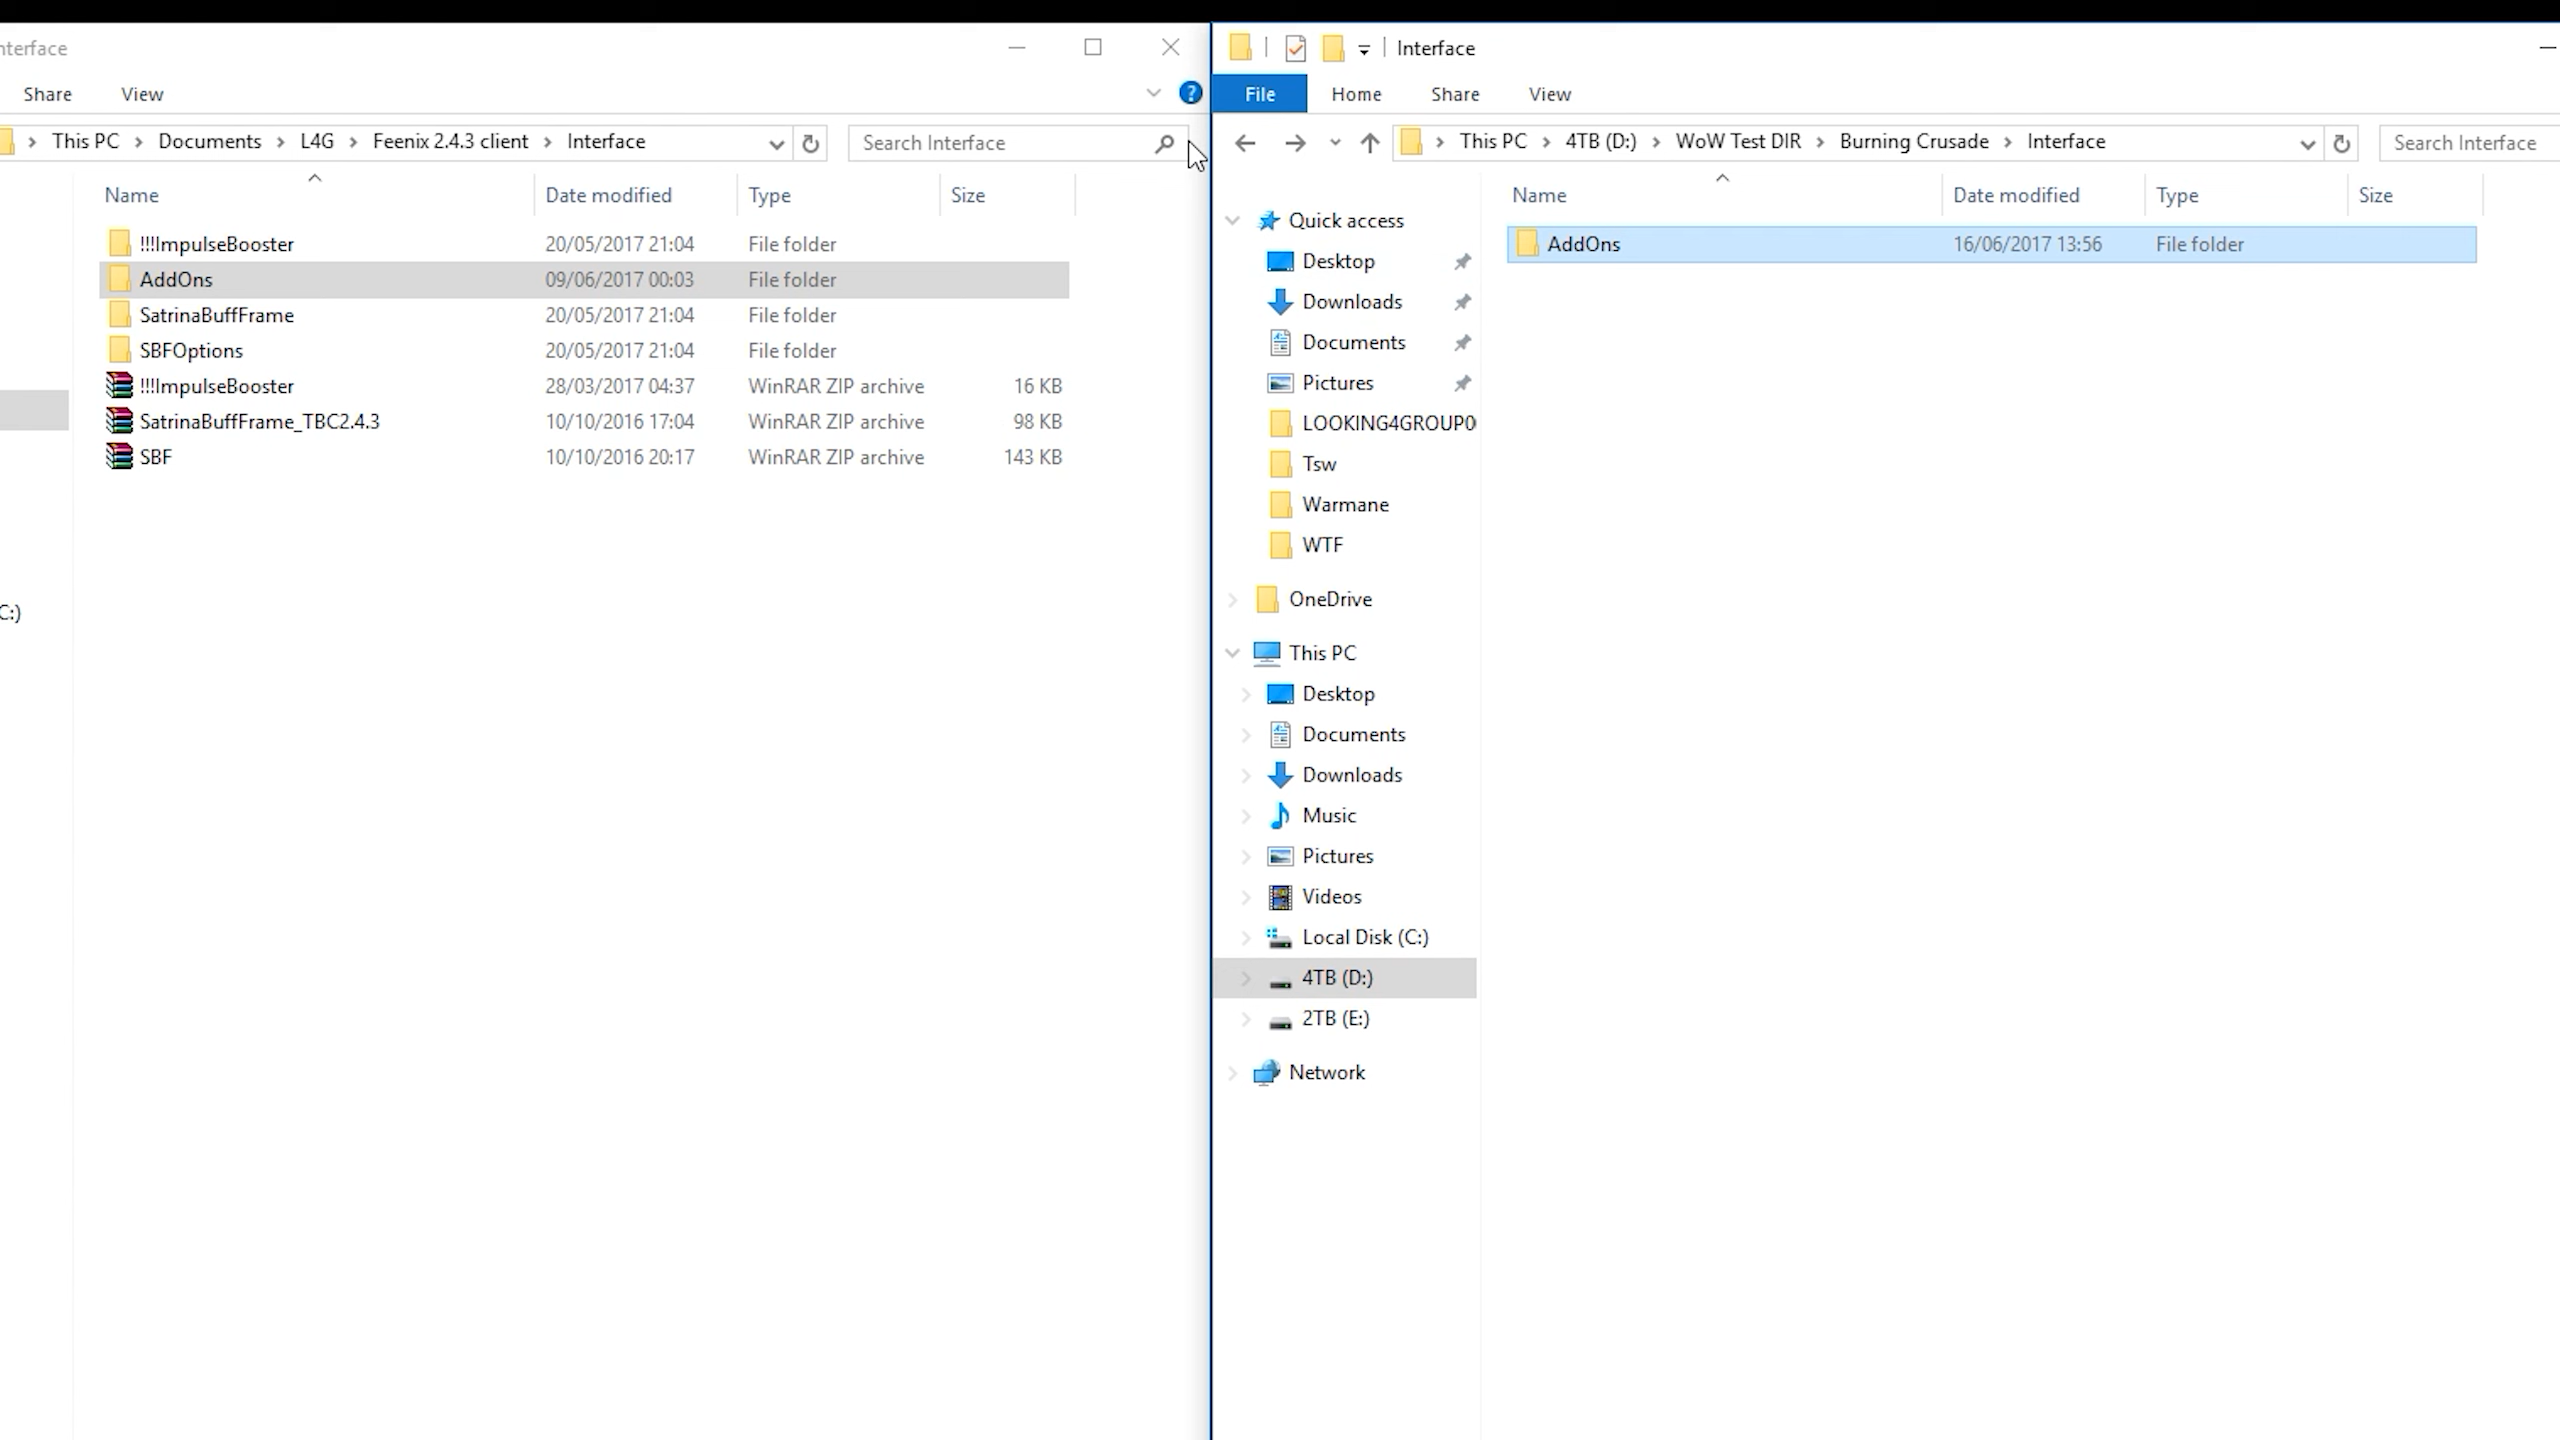 nterface
Share View
This PC Documents L4G Feenix 2.4.3 client Interface Search Interface
Name Date modified Type Size
!!!ImpulseBooster 20/05/2017 21:04 File folder
AddOns 09/06/2017 00:03 File folder
SatrinaBuffFrame 20/05/2017 21:04 File folder
SBFOptions 20/05/2017 21:04 File folder
!!!ImpulseBooster 28/03/2017 04:37 WinRAR ZIP archive 16 KB
SatrinaBuffFrame_TBC2.4.3 10/10/2016 17:04 WinRAR ZIP archive 98 KB
SBF 10/10/2016 20:17 WinRAR ZIP archive 143 KB
C:)
Interface
File Home Share View
This PC 4TB (D:) WoW Test DIR Burning Crusade Interface Search Interface
Name Date modified Type Size
AddOns 16/06/2017 13:56 File folder
Quick access
Desktop
Downloads
Documents
Pictures
LOOKING4GROUP0
Tsw
Warmane
WTF
OneDrive
This PC
Desktop
Documents
Downloads
Music
Pictures
Videos
Local Disk (C:)
4TB (D:)
2TB (E:)
Network